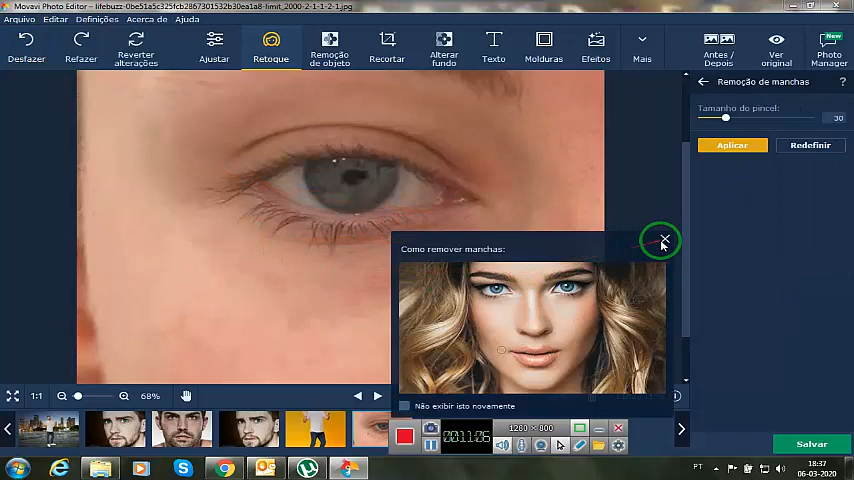 Movavi Photo Editor – lifebuzz-0be51a5c325fcb2867301532b30ea1a8-limit_2000-2-1-1-2-1.jpg
Arquivo Editar Definições Acerca de Ajuda
Desfazer
Refazer
Reverter alterações
Ajustar
Retoque
Remoção de objeto
Recortar
Alterar fundo
Texto
Molduras
Efeitos
Mais
Antes / Depois
Ver original
New
Photo Manager
Remoção de manchas
?
Tamanho do pincel:
30
Aplicar
Redefinir
Como remover manchas:
Não exibir isto novamente
1:1
68%
00:11:06
1280 × 800
Salvar
PT
18:37
06-03-2020